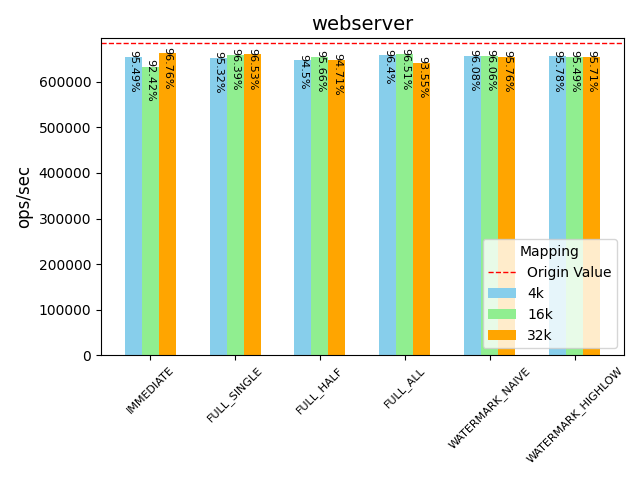 webserver
ops/sec
600000
500000
400000
300000
200000
100000
0
95.49%
92.42%
96.76%
95.32%
96.39%
96.53%
94.5%
95.66%
94.71%
96.4%
96.51%
93.55%
96.08%
96.06%
95.76%
95.78%
95.49%
95.71%
Mapping
Origin Value
4k
16k
32k
IMMEDIATE
FULL_SINGLE
FULL_HALF
FULL_ALL
WATERMARK_NAIVE
WATERMARK_HIGHLOW